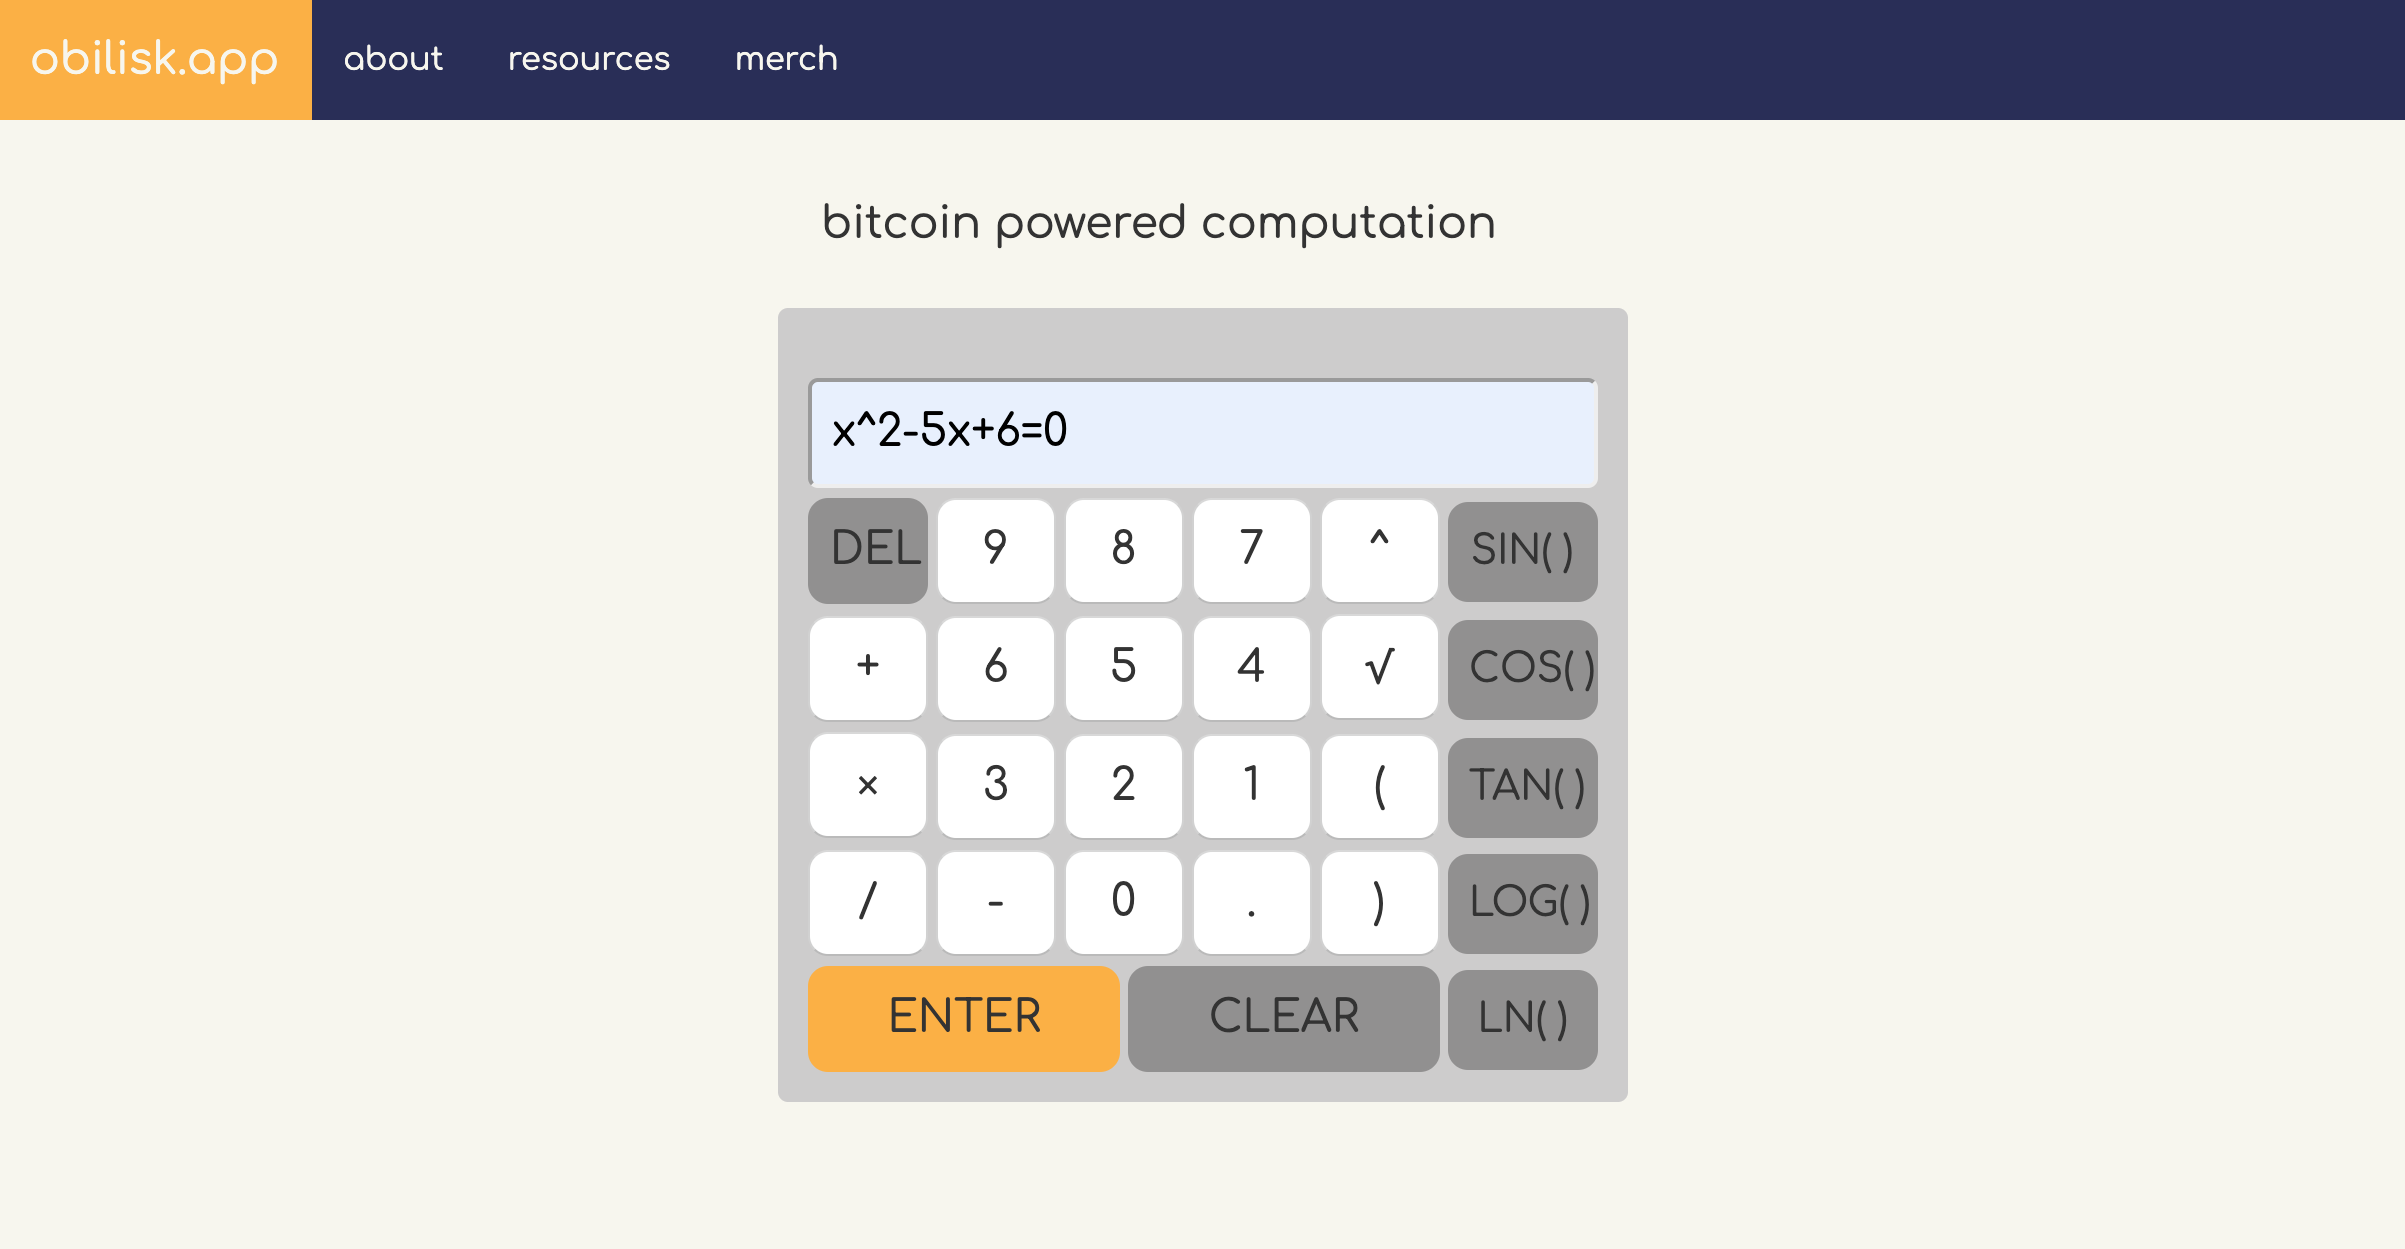 obilisk.app about resources merch
bitcoin powered computation
x^2-5x+6=0
DEL 9 8 7 ^ SIN( )
+ 6 5 4 √ COS( )
× 3 2 1 ( TAN( )
/ - 0 . ) LOG( )
ENTER CLEAR LN( )